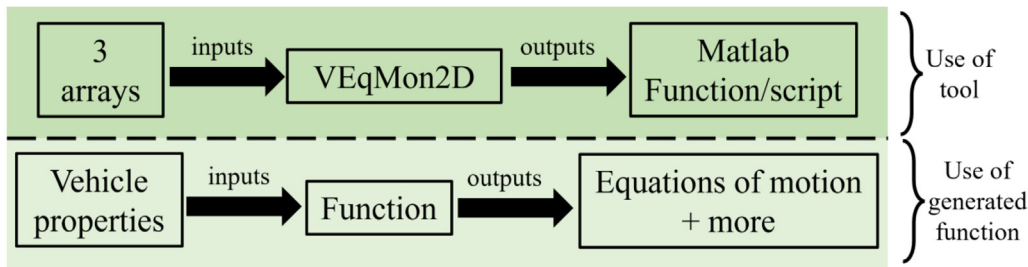 3
arrays
inputs
VEqMon2D
outputs
Matlab
Function/script
Use of
tool
Vehicle
properties
inputs
Function
outputs
Equations of motion
+ more
Use of
generated
function